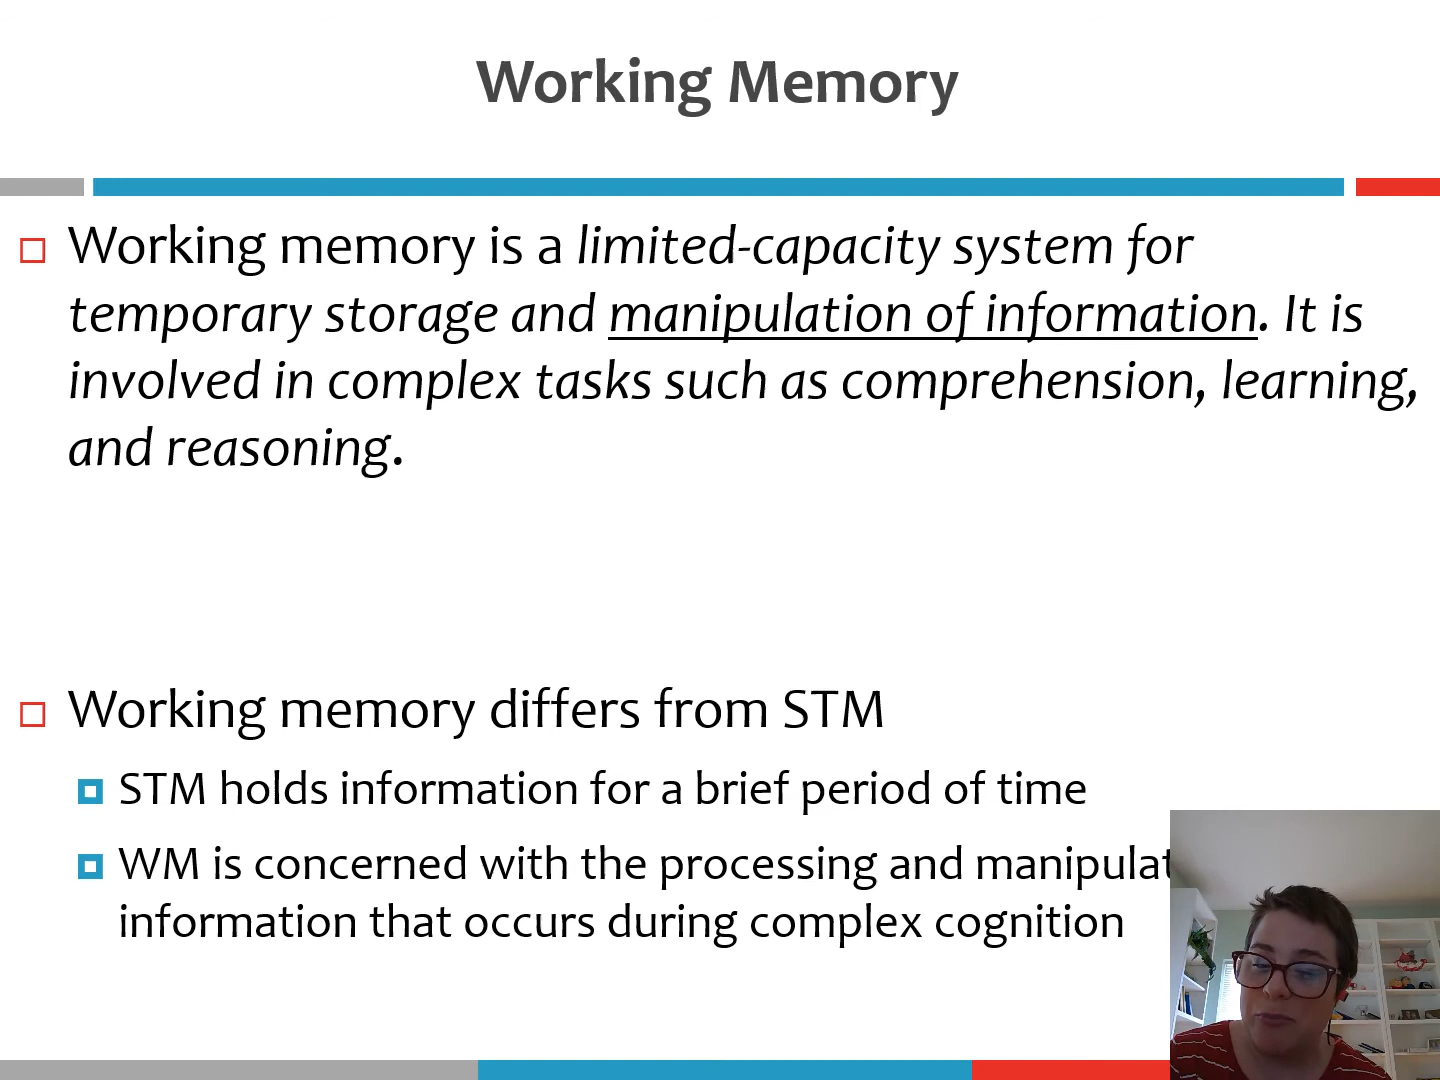 Working Memory
Working memory is a limited-capacity system for
temporary storage and manipulation of information. It is
involved in complex tasks such as comprehension, learning,
and reasoning.
Working memory differs from STM
STM holds information for a brief period of time
WM is concerned with the processing and
information that occurs during complex cognition